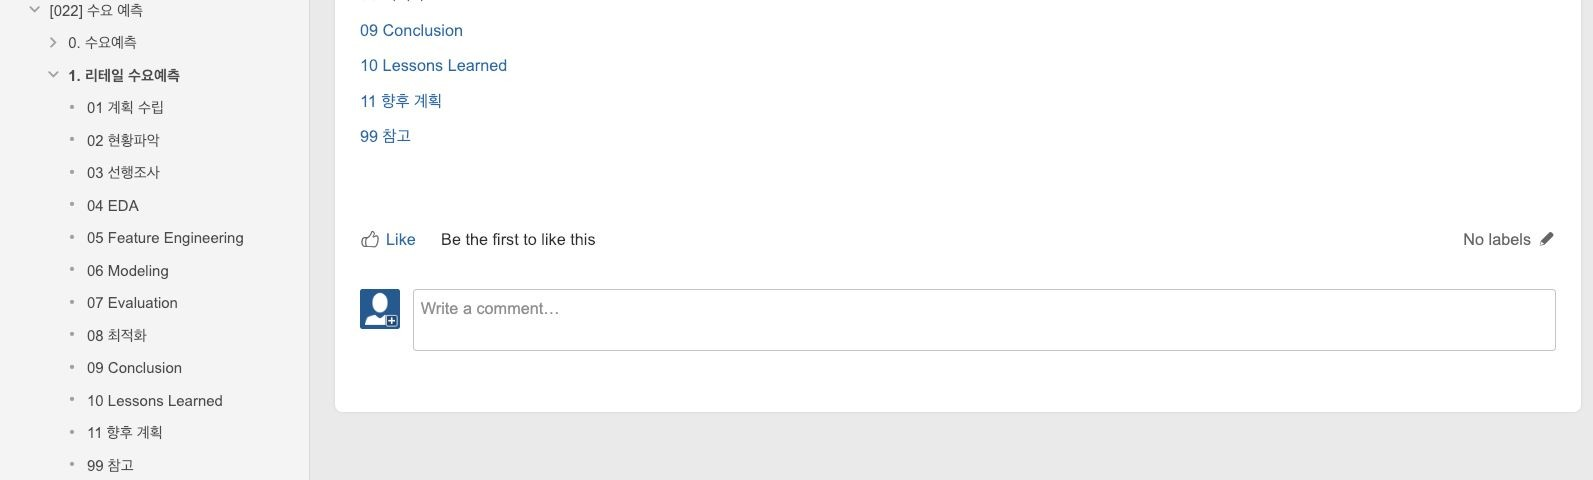 [022] 수요 예측
0. 수요예측
1. 리테일 수요예측
01 계획 수립
02 현황파악
03 선행조사
04 EDA
05 Feature Engineering
06 Modeling
07 Evaluation
08 최적화
09 Conclusion
10 Lessons Learned
11 향후 계획
99 참고
09 Conclusion
10 Lessons Learned
11 향후 계획
99 참고
Like Be the first to like this No labels
Write a comment…